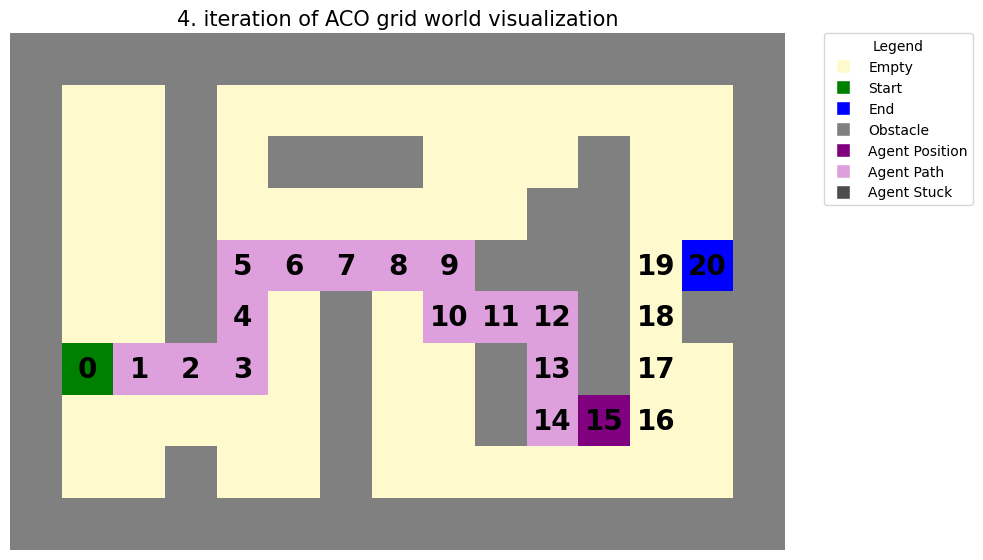 4. iteration of ACO grid world visualization
Legend
Empty
Start
End
Obstacle
Agent Position
Agent Path
Agent Stuck
5 6 7 8 9 19 20
4 10 11 12 18
0 1 2 3 13 17
14 15 16